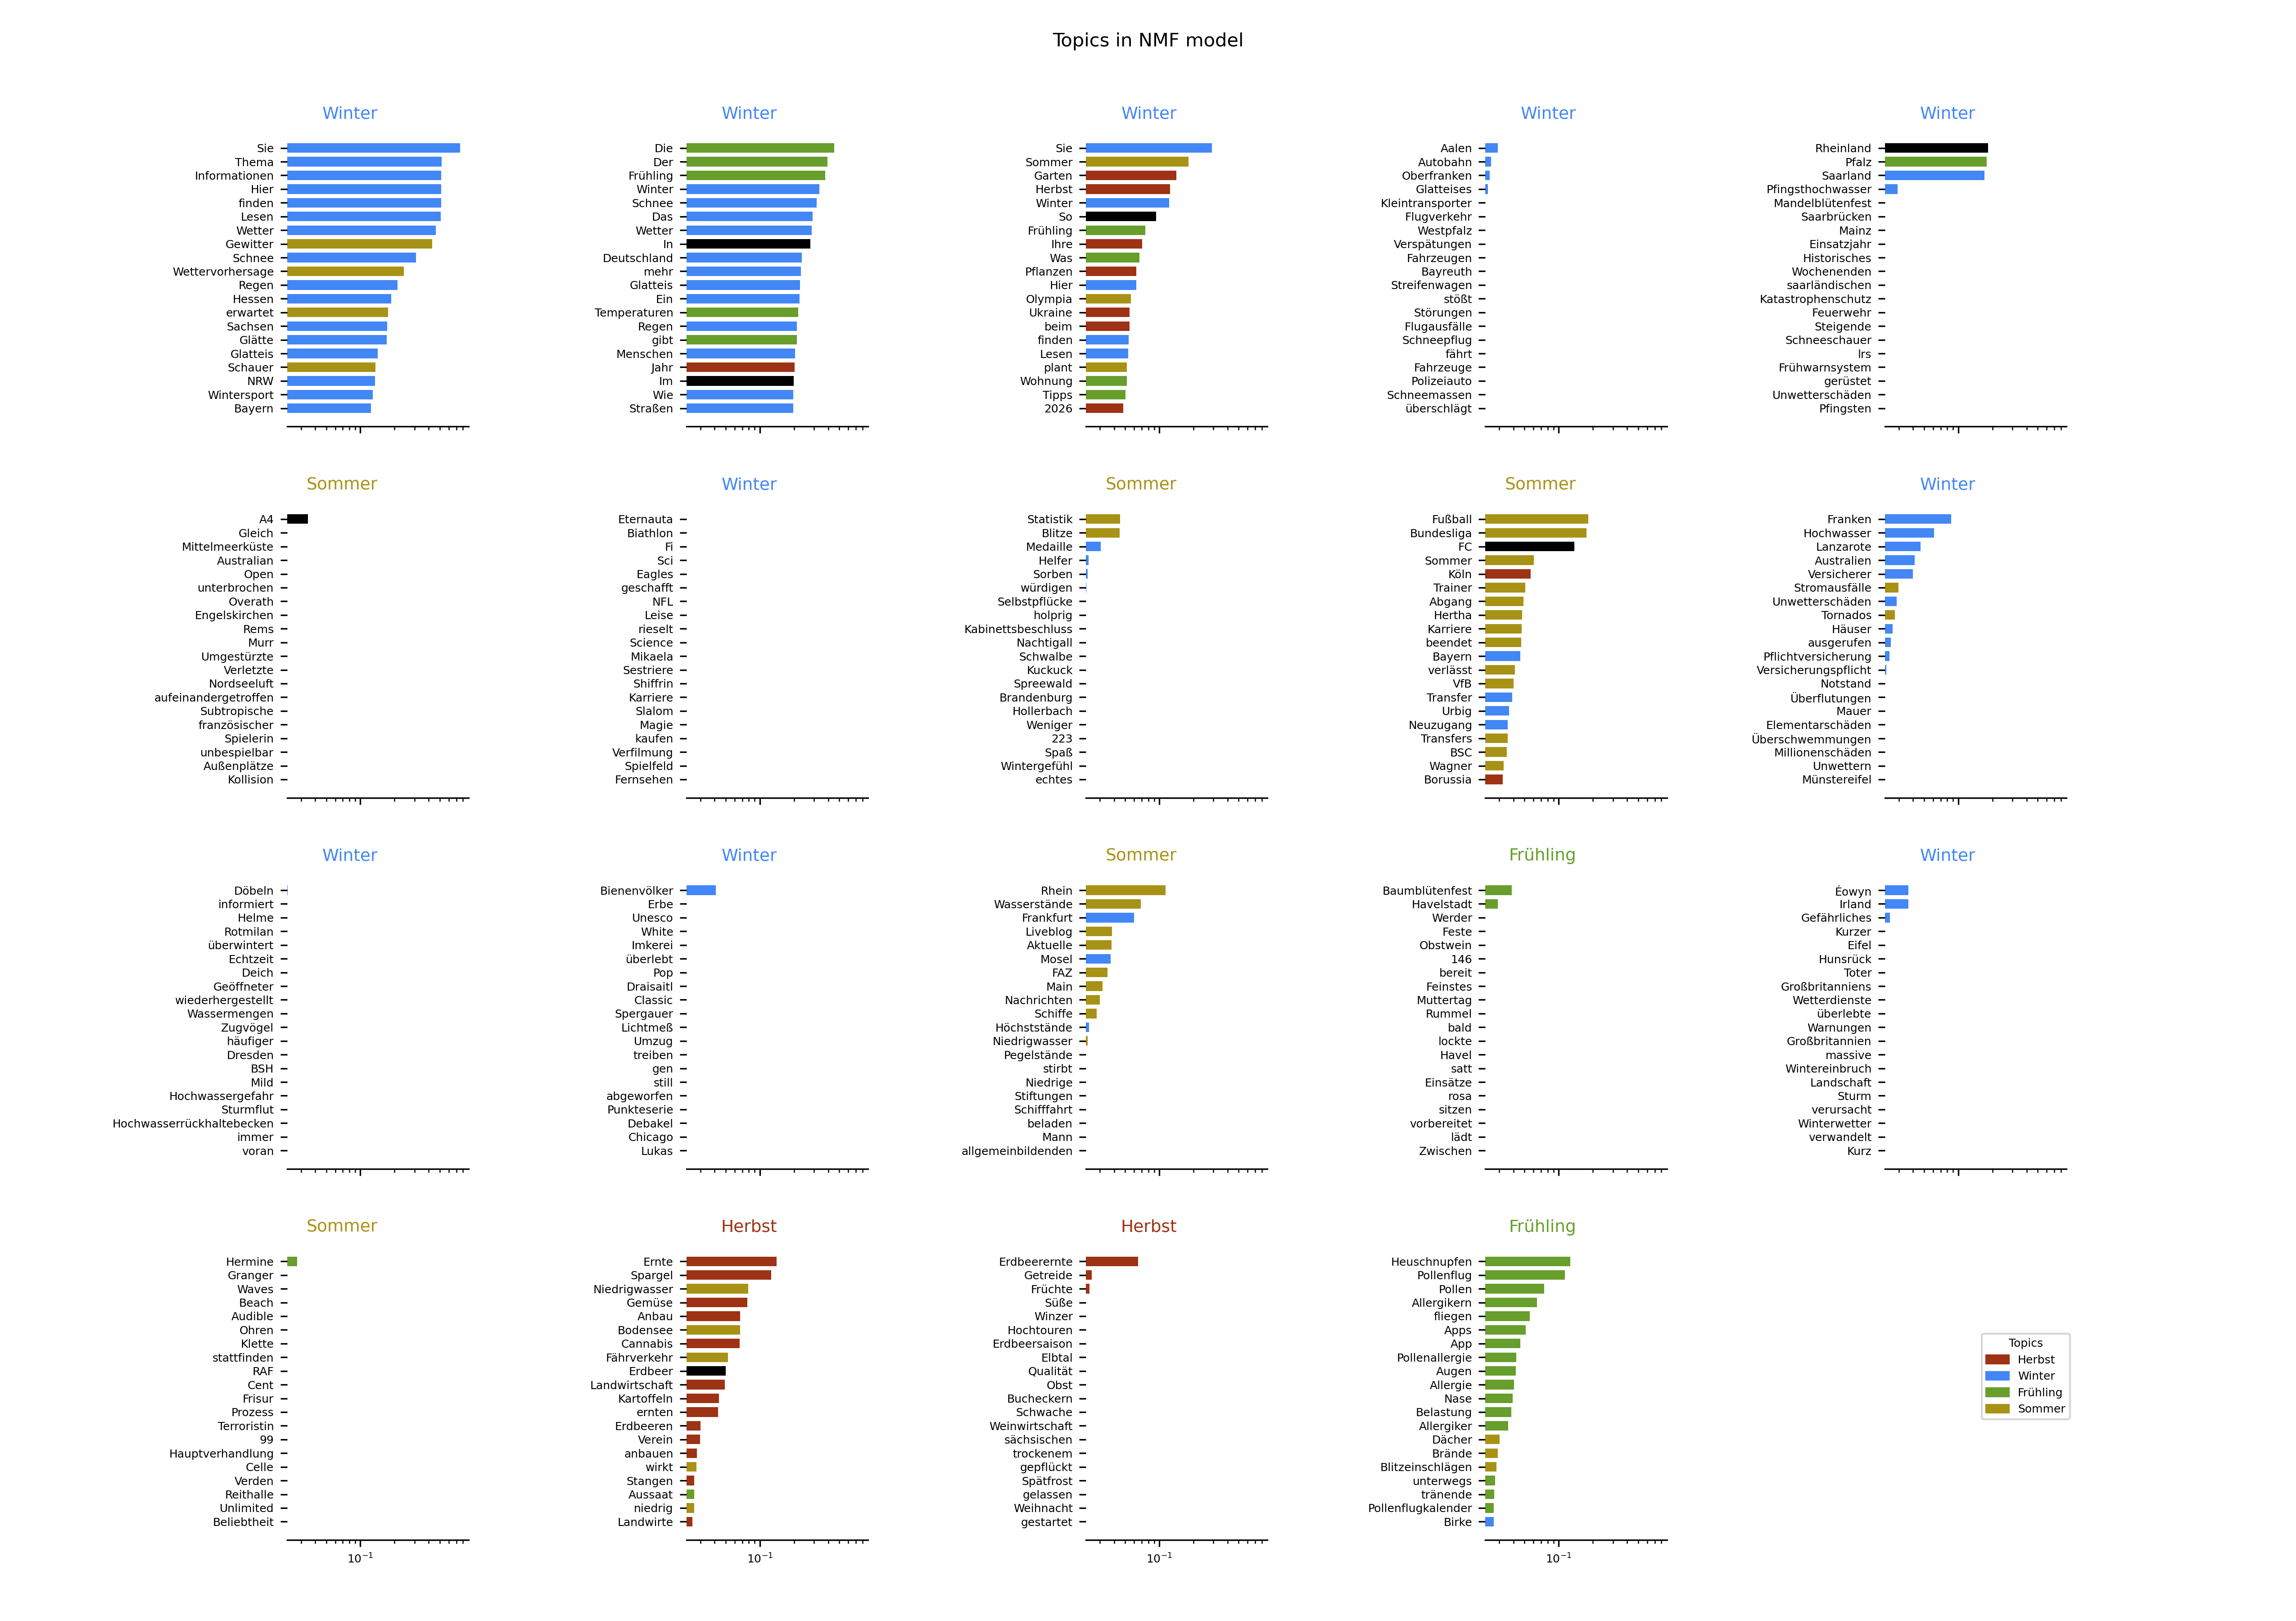 Topics in NMF model
Winter
Sie
Thema
Informationen
Hier
finden
Lesen
Wetter
Gewitter
Schnee
Wettervorhersage
Regen
Hessen
erwartet
Sachsen
Glätte
Glatteis
Schauer
NRW
Wintersport
Bayern
Winter
Die
Der
Frühling
Winter
Schnee
Das
Wetter
In
Deutschland
mehr
Glatteis
Ein
Temperaturen
Regen
gibt
Menschen
Jahr
Im
Wie
Straßen
Winter
Sie
Sommer
Garten
Herbst
Winter
So
Frühling
Ihre
Was
Pflanzen
Hier
Olympia
Ukraine
beim
finden
Lesen
plant
Wohnung
Tipps
2026
Winter
Aalen
Autobahn
Oberfranken
Glatteises
Kleintransporter
Flugverkehr
Westpfalz
Verspätungen
Fahrzeugen
Bayreuth
Streifenwagen
stößt
Störungen
Flugausfälle
Schneepflug
fährt
Fahrzeuge
Polizeiauto
Schneemassen
überschlägt
Winter
Rheinland
Pfalz
Saarland
Pfingsthochwasser
Mandelblütenfest
Saarbrücken
Mainz
Einsatzjahr
Historisches
Wochenenden
saarländischen
Katastrophenschutz
Feuerwehr
Steigende
Schneeschauer
lrs
Frühwarnsystem
gerüstet
Unwetterschäden
Pfingsten
Sommer
A4
Gleich
Mittelmeerküste
Australian
Open
unterbrochen
Overath
Engelskirchen
Rems
Murr
Umgestürzte
Verletzte
Nordseeluft
aufeinandergetroffen
Subtropische
französischer
Spielerin
unbespielbar
Außenplätze
Kollision
Winter
Eternauta
Biathlon
Fi
Sci
Eagles
geschafft
NFL
Leise
rieselt
Science
Mikaela
Sestriere
Shiffrin
Karriere
Slalom
Magie
kaufen
Verfilmung
Spielfeld
Fernsehen
Sommer
Statistik
Blitze
Medaille
Helfer
Sorben
würdigen
Selbstpflücke
holprig
Kabinettsbeschluss
Nachtigall
Schwalbe
Kuckuck
Spreewald
Brandenburg
Hollerbach
Weniger
223
Spaß
Wintergefühl
echtes
Sommer
Fußball
Bundesliga
FC
Sommer
Köln
Trainer
Abgang
Hertha
Karriere
beendet
Bayern
verlässt
VfB
Transfer
Urbig
Neuzugang
Transfers
BSC
Wagner
Borussia
Winter
Franken
Hochwasser
Lanzarote
Australien
Versicherer
Stromausfälle
Unwetterschäden
Tornados
Häuser
ausgerufen
Pflichtversicherung
Versicherungspflicht
Notstand
Überflutungen
Mauer
Elementarschäden
Überschwemmungen
Millionenschäden
Unwettern
Münstereifel
Winter
Döbeln
informiert
Helme
Rotmilan
überwintert
Echtzeit
Deich
Geöffneter
wiederhergestellt
Wassermengen
Zugvögel
häufiger
Dresden
BSH
Mild
Hochwassergefahr
Sturmflut
Hochwasserrückhaltebecken
immer
voran
Winter
Bienenvölker
Erbe
Unesco
White
Imkerei
überlebt
Pop
Draisaitl
Classic
Spergauer
Lichtmeß
Umzug
treiben
gen
still
abgeworfen
Punkteserie
Debakel
Chicago
Lukas
Sommer
Rhein
Wasserstände
Frankfurt
Liveblog
Aktuelle
Mosel
FAZ
Main
Nachrichten
Schiffe
Höchststände
Niedrigwasser
Pegelstände
stirbt
Niedrige
Stiftungen
Schifffahrt
beladen
Mann
allgemeinbildenden
Frühling
Baumblütenfest
Havelstadt
Werder
Feste
Obstwein
146
bereit
Feinstes
Muttertag
Rummel
bald
lockte
Havel
satt
Einsätze
rosa
sitzen
vorbereitet
lädt
Zwischen
Winter
Éowyn
Irland
Gefährliches
Kurzer
Eifel
Hunsrück
Toter
Großbritanniens
Wetterdienste
überlebte
Warnungen
Großbritannien
massive
Wintereinbruch
Landschaft
Sturm
verursacht
Winterwetter
verwandelt
Kurz
Sommer
Hermine
Granger
Waves
Beach
Audible
Ohren
Klette
stattfinden
RAF
Cent
Frisur
Prozess
Terroristin
99
Hauptverhandlung
Celle
Verden
Reithalle
Unlimited
Beliebtheit
10⁻¹
Herbst
Ernte
Spargel
Niedrigwasser
Gemüse
Anbau
Bodensee
Cannabis
Fährverkehr
Erdbeer
Landwirtschaft
Kartoffeln
ernten
Erdbeeren
Verein
anbauen
wirkt
Stangen
Aussaat
niedrig
Landwirte
10⁻¹
Herbst
Erdbeerernte
Getreide
Früchte
Süße
Winzer
Hochtouren
Erdbeersaison
Elbtal
Qualität
Obst
Bucheckern
Schwache
Weinwirtschaft
sächsischen
trockenem
gepflückt
Spätfrost
gelassen
Weihnacht
gestartet
10⁻¹
Frühling
Heuschnupfen
Pollenflug
Pollen
Allergikern
fliegen
Apps
App
Pollenallergie
Augen
Allergie
Nase
Belastung
Allergiker
Dächer
Brände
Blitzeinschlägen
unterwegs
tränende
Pollenflugkalender
Birke
10⁻¹
Topics
Herbst
Winter
Frühling
Sommer